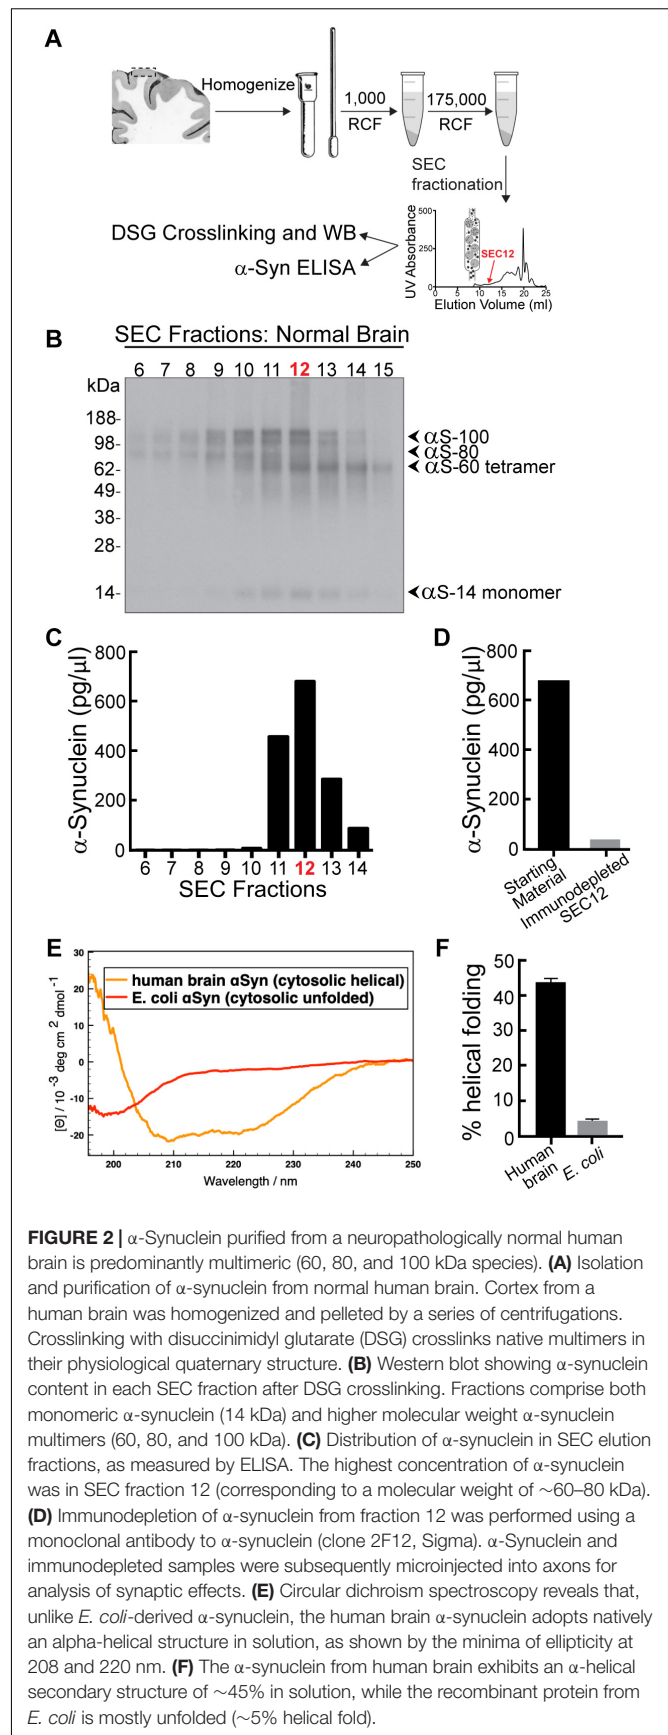 A
Homogenize
1,000
RCF
175,000
RCF
SEC
fractionation
DSG Crosslinking and WB
α-Syn ELISA
UV Absorbance
500
250
0
SEC12
0 5 10 15 20 25
Elution Volume (ml)
B
SEC Fractions: Normal Brain
6 7 8 9 10 11 12 13 14 15
kDa
188-
98-
62-
49-
38-
28-
14-
αS-100
αS-80
αS-60 tetramer
αS-14 monomer
C
α-Synuclein (pg/µl)
800
600
400
200
0
6 7 8 9 10 11 12 13 14
SEC Fractions
D
α-Synuclein (pg/µl)
800
600
400
200
0
Starting
Material
Immunodepleted
SEC12
E
[Θ] / 10 -3 deg cm 2 dmol -1
30
20
10
0
-10
-20
human brain αSyn (cytosolic helical)
E. coli αSyn (cytosolic unfolded)
200 210 220 230 240 250
Wavelength / nm
F
% helical folding
50
40
30
20
10
0
Human
brain
E. coli
FIGURE 2 | α-Synuclein purified from a neuropathologically normal human
brain is predominantly multimeric (60, 80, and 100 kDa species). (A) Isolation
and purification of α-synuclein from normal human brain. Cortex from a
human brain was homogenized and pelleted by a series of centrifugations.
Crosslinking with disuccinimidyl glutarate (DSG) crosslinks native multimers in
their physiological quaternary structure. (B) Western blot showing α-synuclein
content in each SEC fraction after DSG crosslinking. Fractions comprise both
monomeric α-synuclein (14 kDa) and higher molecular weight α-synuclein
multimers (60, 80, and 100 kDa). (C) Distribution of α-synuclein in SEC elution
fractions, as measured by ELISA. The highest concentration of α-synuclein
was in SEC fraction 12 (corresponding to a molecular weight of ∼60–80 kDa).
(D) Immunodepletion of α-synuclein from fraction 12 was performed using a
monoclonal antibody to α-synuclein (clone 2F12, Sigma). α-Synuclein and
immunodepleted samples were subsequently microinjected into axons for
analysis of synaptic effects. (E) Circular dichroism spectroscopy reveals that,
unlike E. coli-derived α-synuclein, the human brain α-synuclein adopts natively
an alpha-helical structure in solution, as shown by the minima of ellipticity at
208 and 220 nm. (F) The α-synuclein from human brain exhibits an α-helical
secondary structure of ∼45% in solution, while the recombinant protein from
E. coli is mostly unfolded (∼5% helical fold).